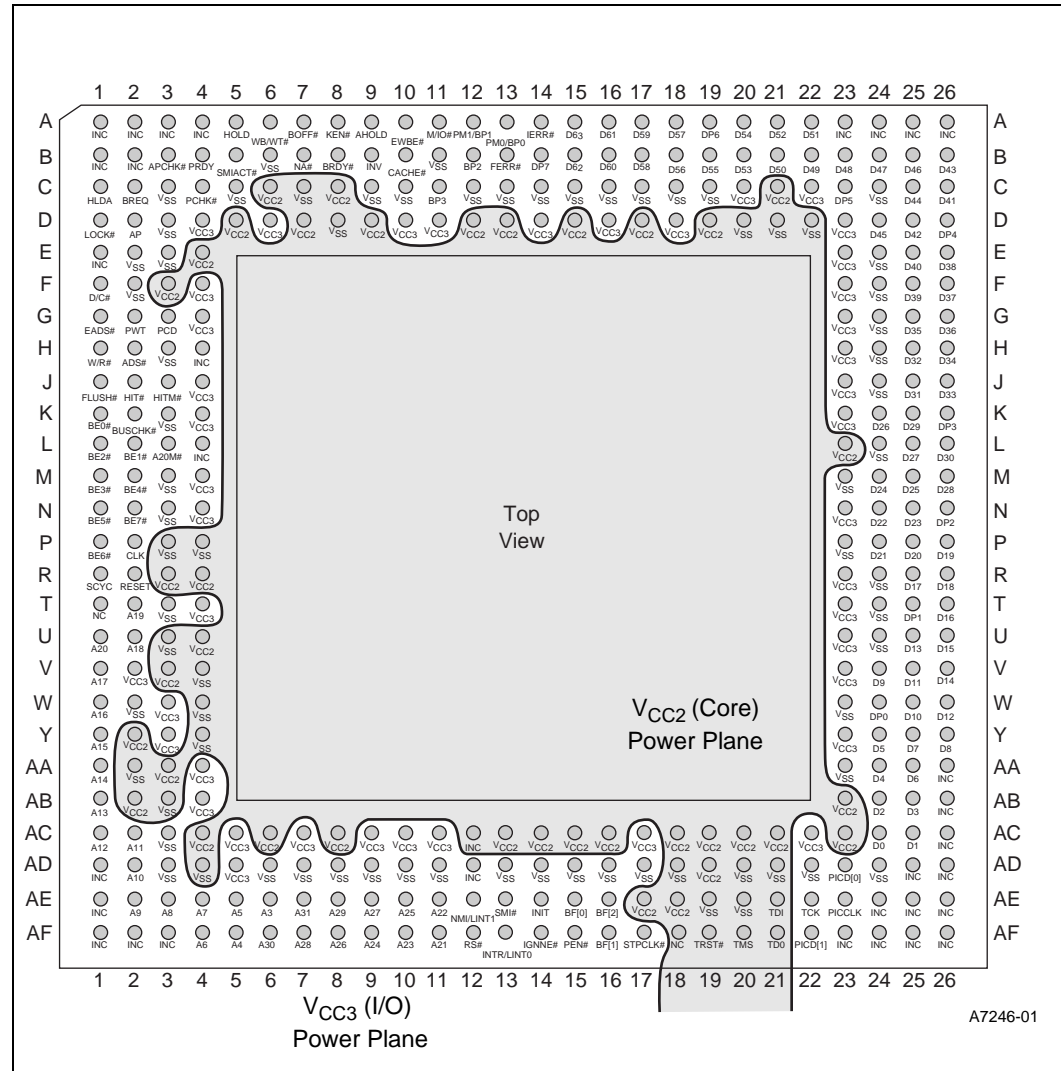 1 2 3 4 5 6 7 8 9 10 11 12 13 14 15 16 17 18 19 20 21 22 23 24 25 26
A INC INC INC INC HOLD WB/WT# BOFF# KEN# AHOLD EWBE# M/IO# PM1/BP1 PM0/BP0 IERR# D63 D61 D59 D57 DP6 D54 D52 D51 INC INC INC INC A
B INC INC APCHK# PRDY SMIACT# VSS NA# BRDY# INV CACHE# VSS BP2 FERR# DP7 D62 D60 D58 D56 D55 D53 D50 D49 D48 D47 D46 D43 B
C HLDA BREQ VSS PCHK# VSS VCC2 VSS VCC2 VSS VSS BP3 VSS VSS VSS VSS VSS VSS VSS VSS VCC3 VCC2 VCC3 DP5 VSS D44 D41 C
D LOCK# AP VSS VCC3 VCC2 VCC3 VCC2 VSS VCC2 VCC3 VCC3 VCC2 VCC2 VCC3 VCC2 VCC3 VCC2 VCC3 VCC2 VSS VSS VSS VCC3 D45 D42 DP4 D
E INC VSS VSS VCC2 VCC3 VSS D40 D38 E
F D/C# VSS VCC2 VCC3 VCC3 VSS D39 D37 F
G EADS# PWT PCD VCC3 VCC3 VSS D35 D36 G
H W/R# ADS# VSS INC VCC3 VSS D32 D34 H
J FLUSH# HIT# HITM# VCC3 VCC3 VSS D31 D33 J
K BE0# BUSCHK# VSS VCC3 VCC3 D26 D29 DP3 K
L BE2# BE1# A20M# INC VCC2 VSS D27 D30 L
M BE3# BE4# VSS VCC3 VSS D24 D25 D28 M
N BE5# BE7# VSS VCC3 VCC3 D22 D23 DP2 N
Top
View
P BE6# CLK VSS VSS VSS D21 D20 D19 P
R SCYC RESET VCC2 VCC2 VCC3 VSS D17 D18 R
T NC A19 VSS VCC3 VCC3 VSS DP1 D16 T
U A20 A18 VSS VCC2 VSS VSS D13 D15 U
V A17 VCC3 VCC2 VSS VCC3 D9 D11 D14 V
W A16 VSS VCC3 VSS VSS DP0 D10 D12 W
VCC2 (Core)
Power Plane
Y A15 VCC2 VCC3 VSS VCC3 D5 D7 D8 Y
AA A14 VSS VCC2 VCC3 VSS D4 D6 INC AA
AB A13 VCC2 VSS VCC3 VCC2 D2 D3 INC AB
AC A12 A11 VSS VCC2 VCC3 VCC2 VCC3 VCC2 VCC3 VCC3 VCC3 INC VCC2 VCC2 VCC2 VCC2 VCC3 VCC2 VCC2 VCC2 VCC2 VCC3 VCC2 D0 D1 INC AC
AD INC A10 VSS VSS VCC3 VSS VSS VSS VSS VSS VSS VSS VSS VSS VSS VSS VSS VSS VCC2 VSS VSS VSS PICD[0] VSS INC INC AD
AE INC A9 A8 A7 A5 A3 A31 A29 A27 A25 A22 NMI/LINT1 SMI# INIT BF[0] BF[2] VCC2 VCC2 VSS VSS TDI TCK PICCLK INC INC INC AE
AF INC INC INC A6 A4 A30 A28 A26 A24 A23 A21 RS# INTR/LINT0 IGNNE# PEN# BF[1] STPCLK# NC TRST# TMS TD0 PICD[1] INC INC INC INC AF
1 2 3 4 5 6 7 8 9 10 11 12 13 14 15 16 17 18 19 20 21 22 23 24 25 26
VCC3 (I/O)
Power Plane
A7246-01